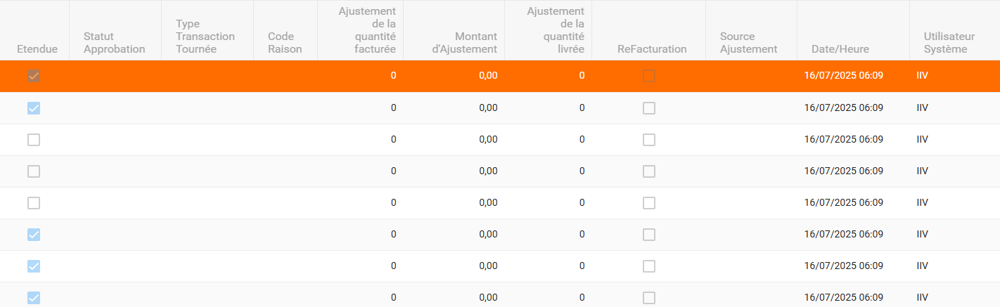 Etendue
Statut
Approbation
Type
Transaction
Tournée
Code
Raison
Ajustement
de la
quantité
facturée
Montant
d'Ajustement
Ajustement
de la
quantité
livrée
ReFacturation
Source
Ajustement
Date/Heure
Utilisateur
Système
0 0,00 0 16/07/2025 06:09 IIV
0 0,00 0 16/07/2025 06:09 IIV
0 0,00 0 16/07/2025 06:09 IIV
0 0,00 0 16/07/2025 06:09 IIV
0 0,00 0 16/07/2025 06:09 IIV
0 0,00 0 16/07/2025 06:09 IIV
0 0,00 0 16/07/2025 06:09 IIV
0 0,00 0 16/07/2025 06:09 IIV